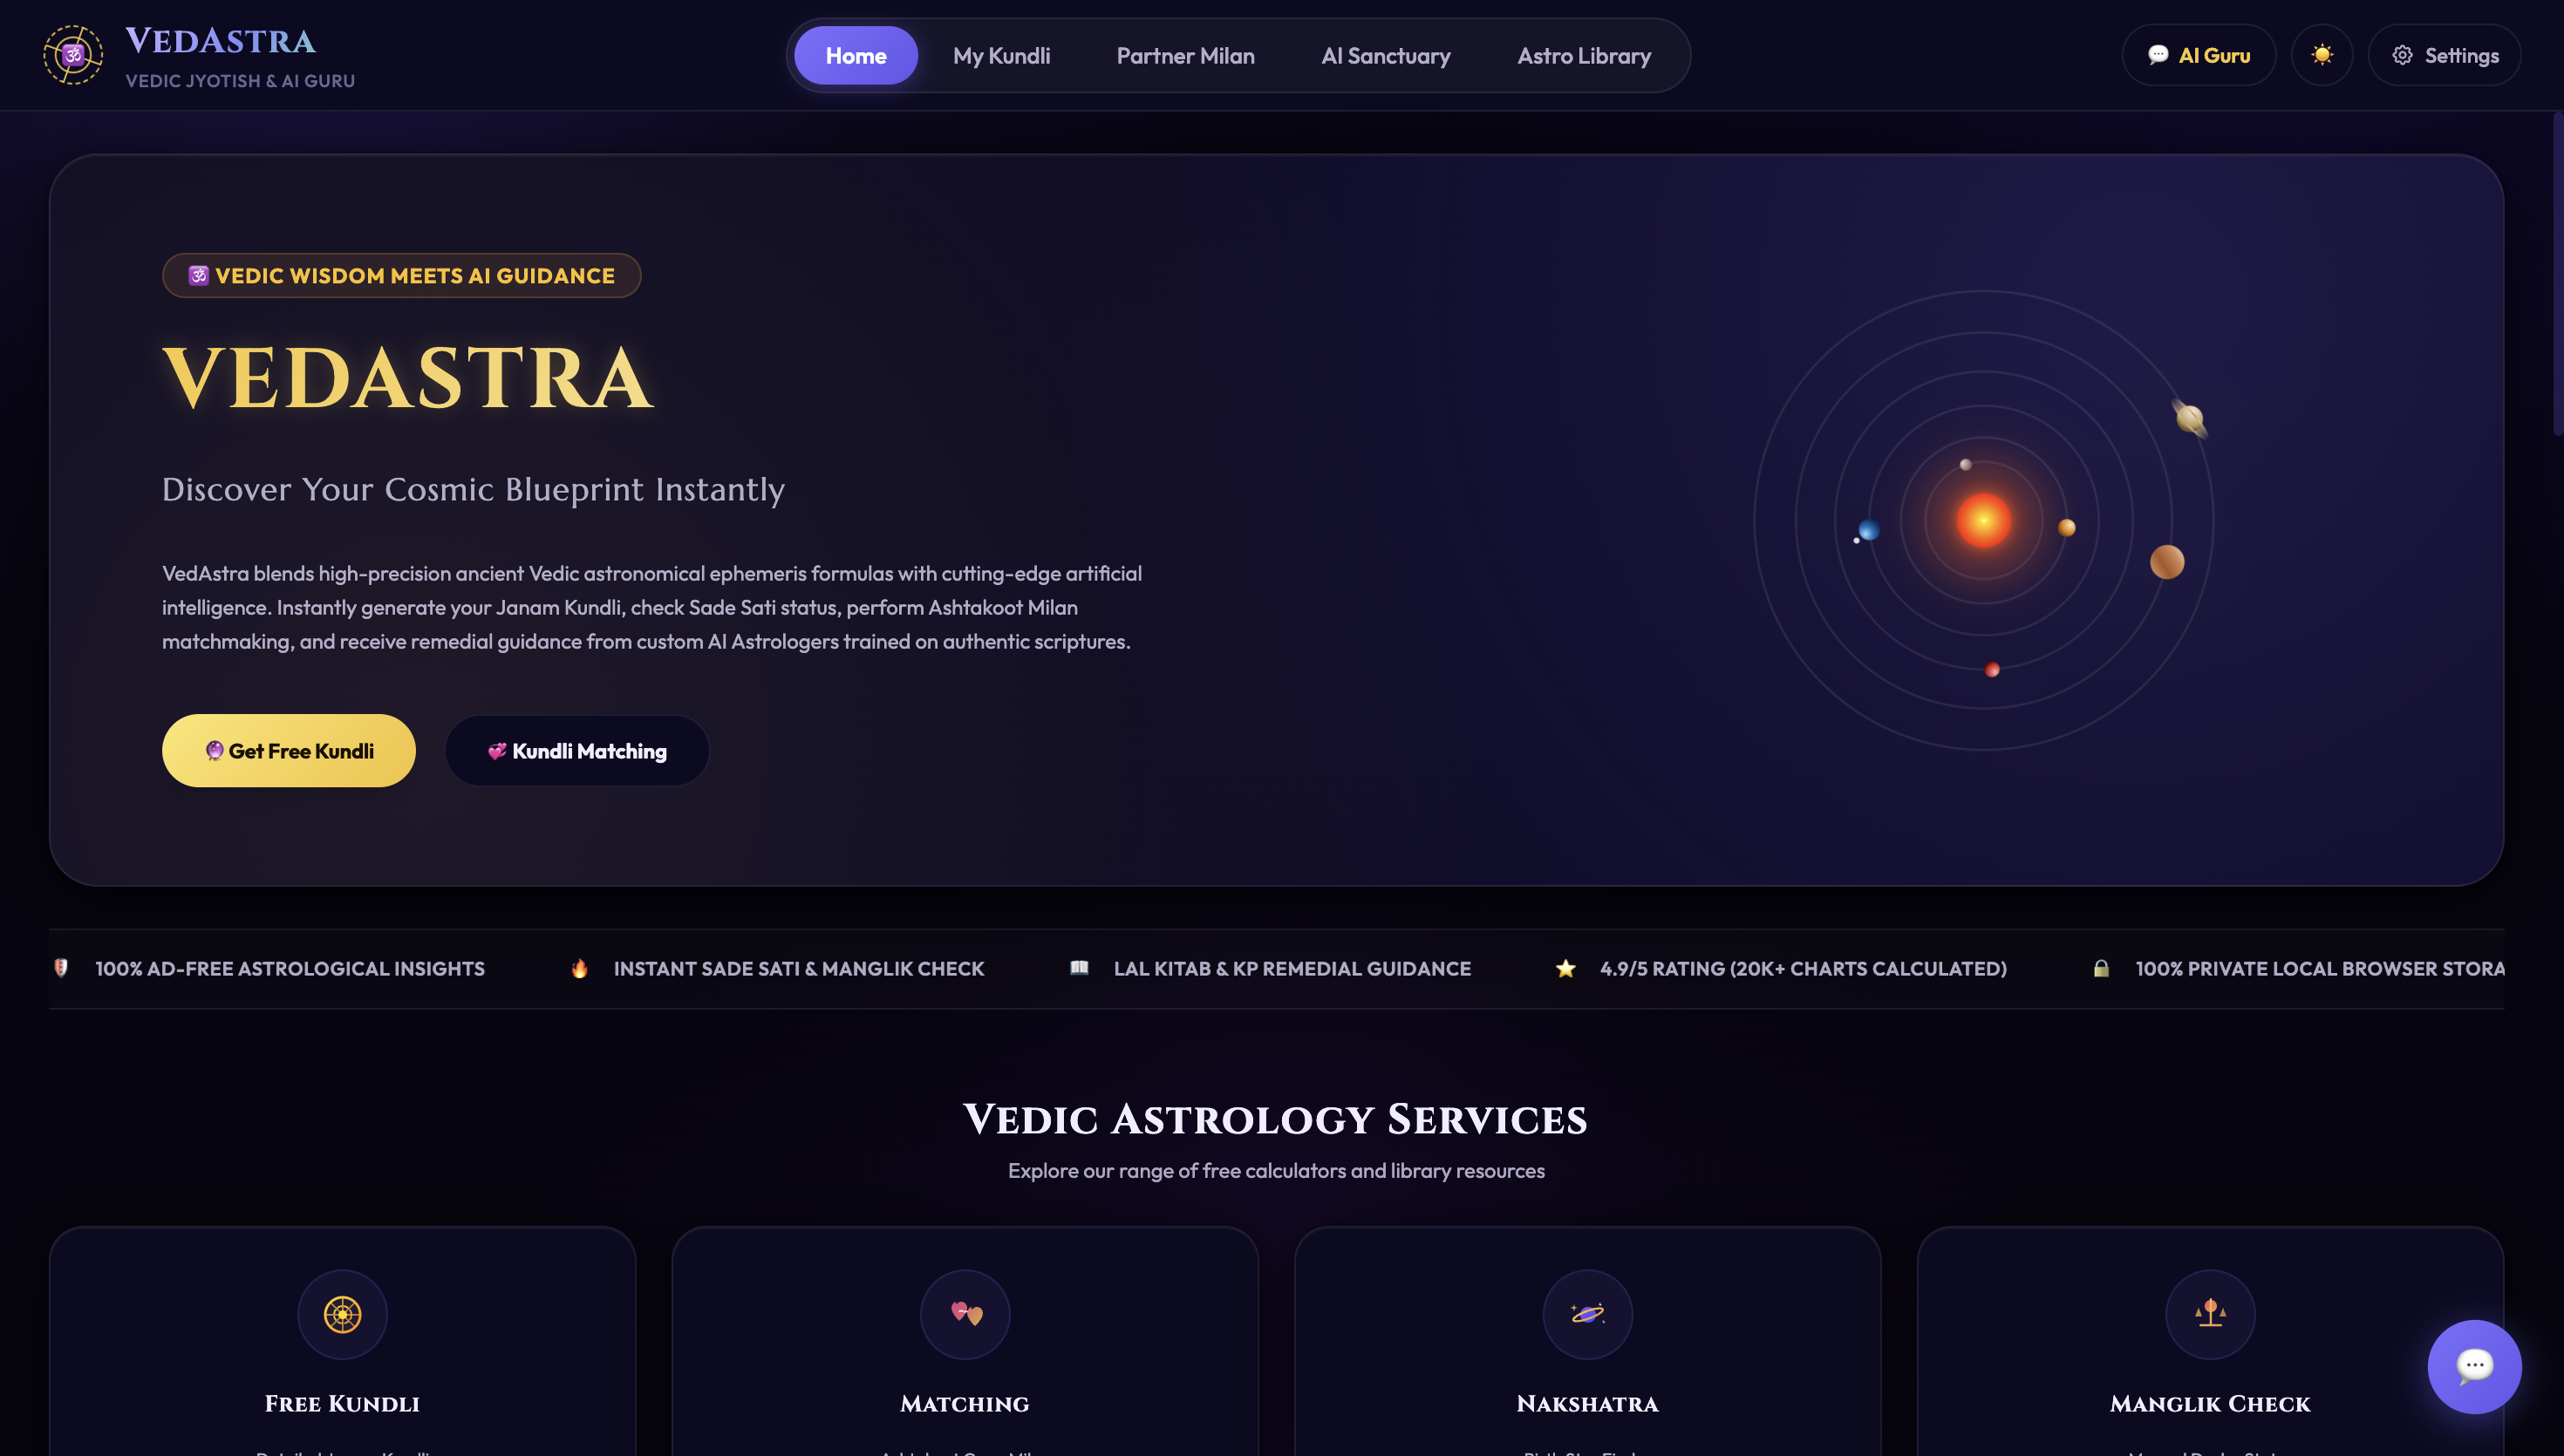 VEDASTRA
VEDIC JYOTISH & AI GURU
Home
My Kundli
Partner Milan
AI Sanctuary
Astro Library
AI Guru
Settings
🕉 VEDIC WISDOM MEETS AI GUIDANCE
VEDASTRA
Discover Your Cosmic Blueprint Instantly
VedAstra blends high-precision ancient Vedic astronomical ephemeris formulas with cutting-edge artificial
intelligence. Instantly generate your Janam Kundli, check Sade Sati status, perform Ashtakoot Milan
matchmaking, and receive remedial guidance from custom AI Astrologers trained on authentic scriptures.
Get Free Kundli
Kundli Matching
100% AD-FREE ASTROLOGICAL INSIGHTS
INSTANT SADE SATI & MANGLIK CHECK
LAL KITAB & KP REMEDIAL GUIDANCE
4.9/5 RATING (20K+ CHARTS CALCULATED)
100% PRIVATE LOCAL BROWSER STORA
VEDIC ASTROLOGY SERVICES
Explore our range of free calculators and library resources
FREE KUNDLI
MATCHING
NAKSHATRA
MANGLIK CHECK